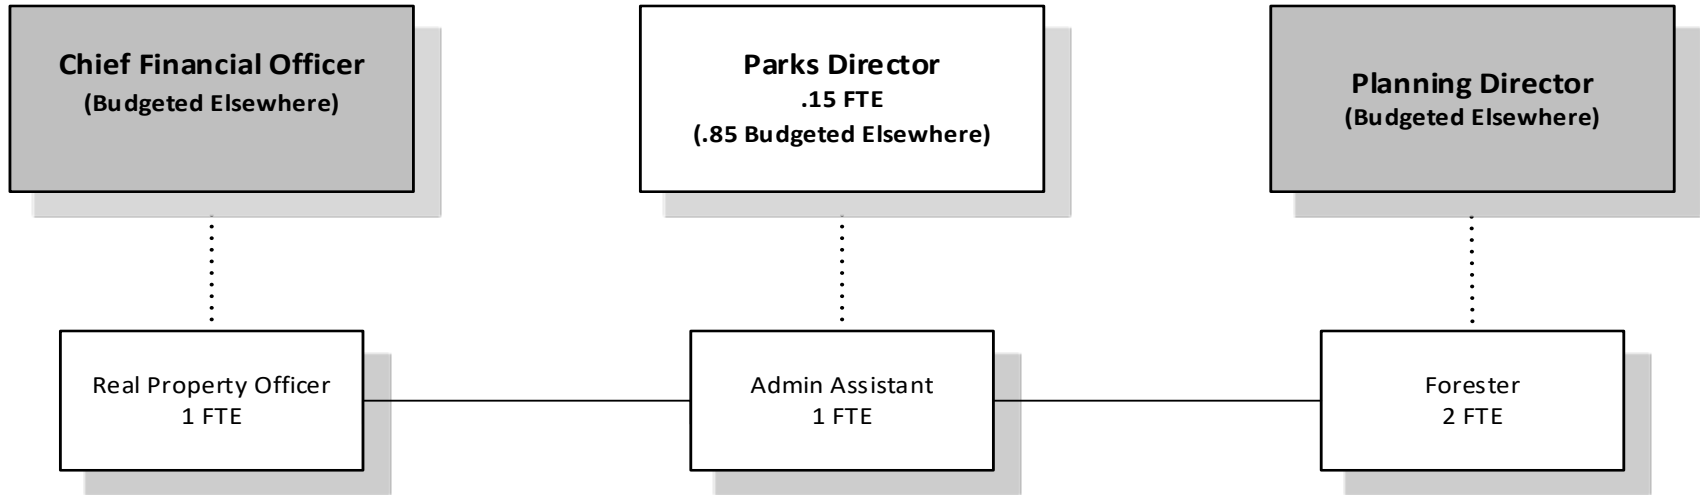 Chief Financial Officer
(Budgeted Elsewhere)
Parks Director
.15 FTE
(.85 Budgeted Elsewhere)
Planning Director
(Budgeted Elsewhere)
Real Property Officer
1 FTE
Admin Assistant
1 FTE
Forester
2 FTE